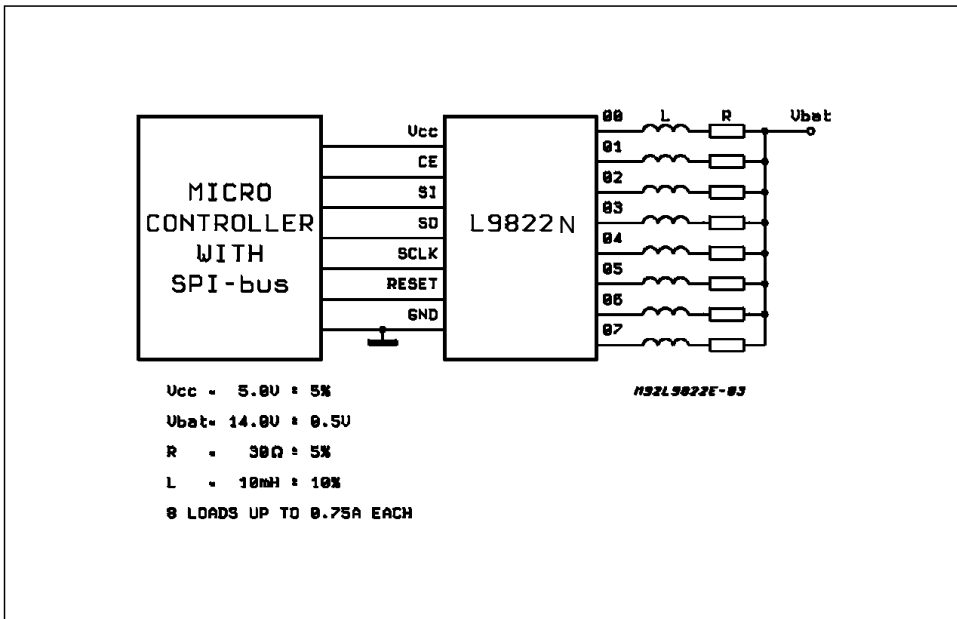 00 L R Vbat
Vcc
01
CE
02
SI
03
SO
04
SCLK
05
RESET
06
GND
07
MICRO
CONTROLLER
WITH
SPI-bus
L9822N
Vcc = 5.0V ± 5%
Vbat= 14.0V ± 0.5V
R = 30Ω ± 5%
L = 10mH ± 10%
8 LOADS UP TO 0.75A EACH
M92L9822E-03